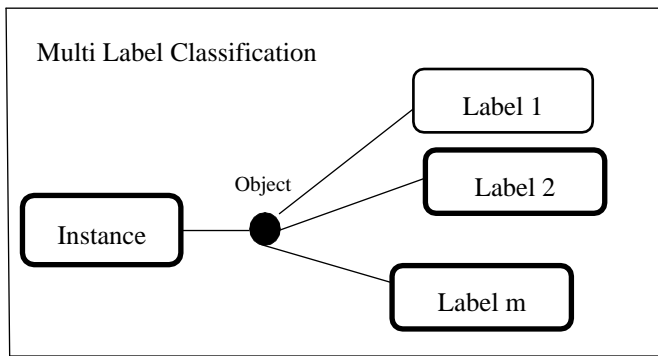 Multi Label Classification
Label 1
Object
Label 2
Instance
Label m